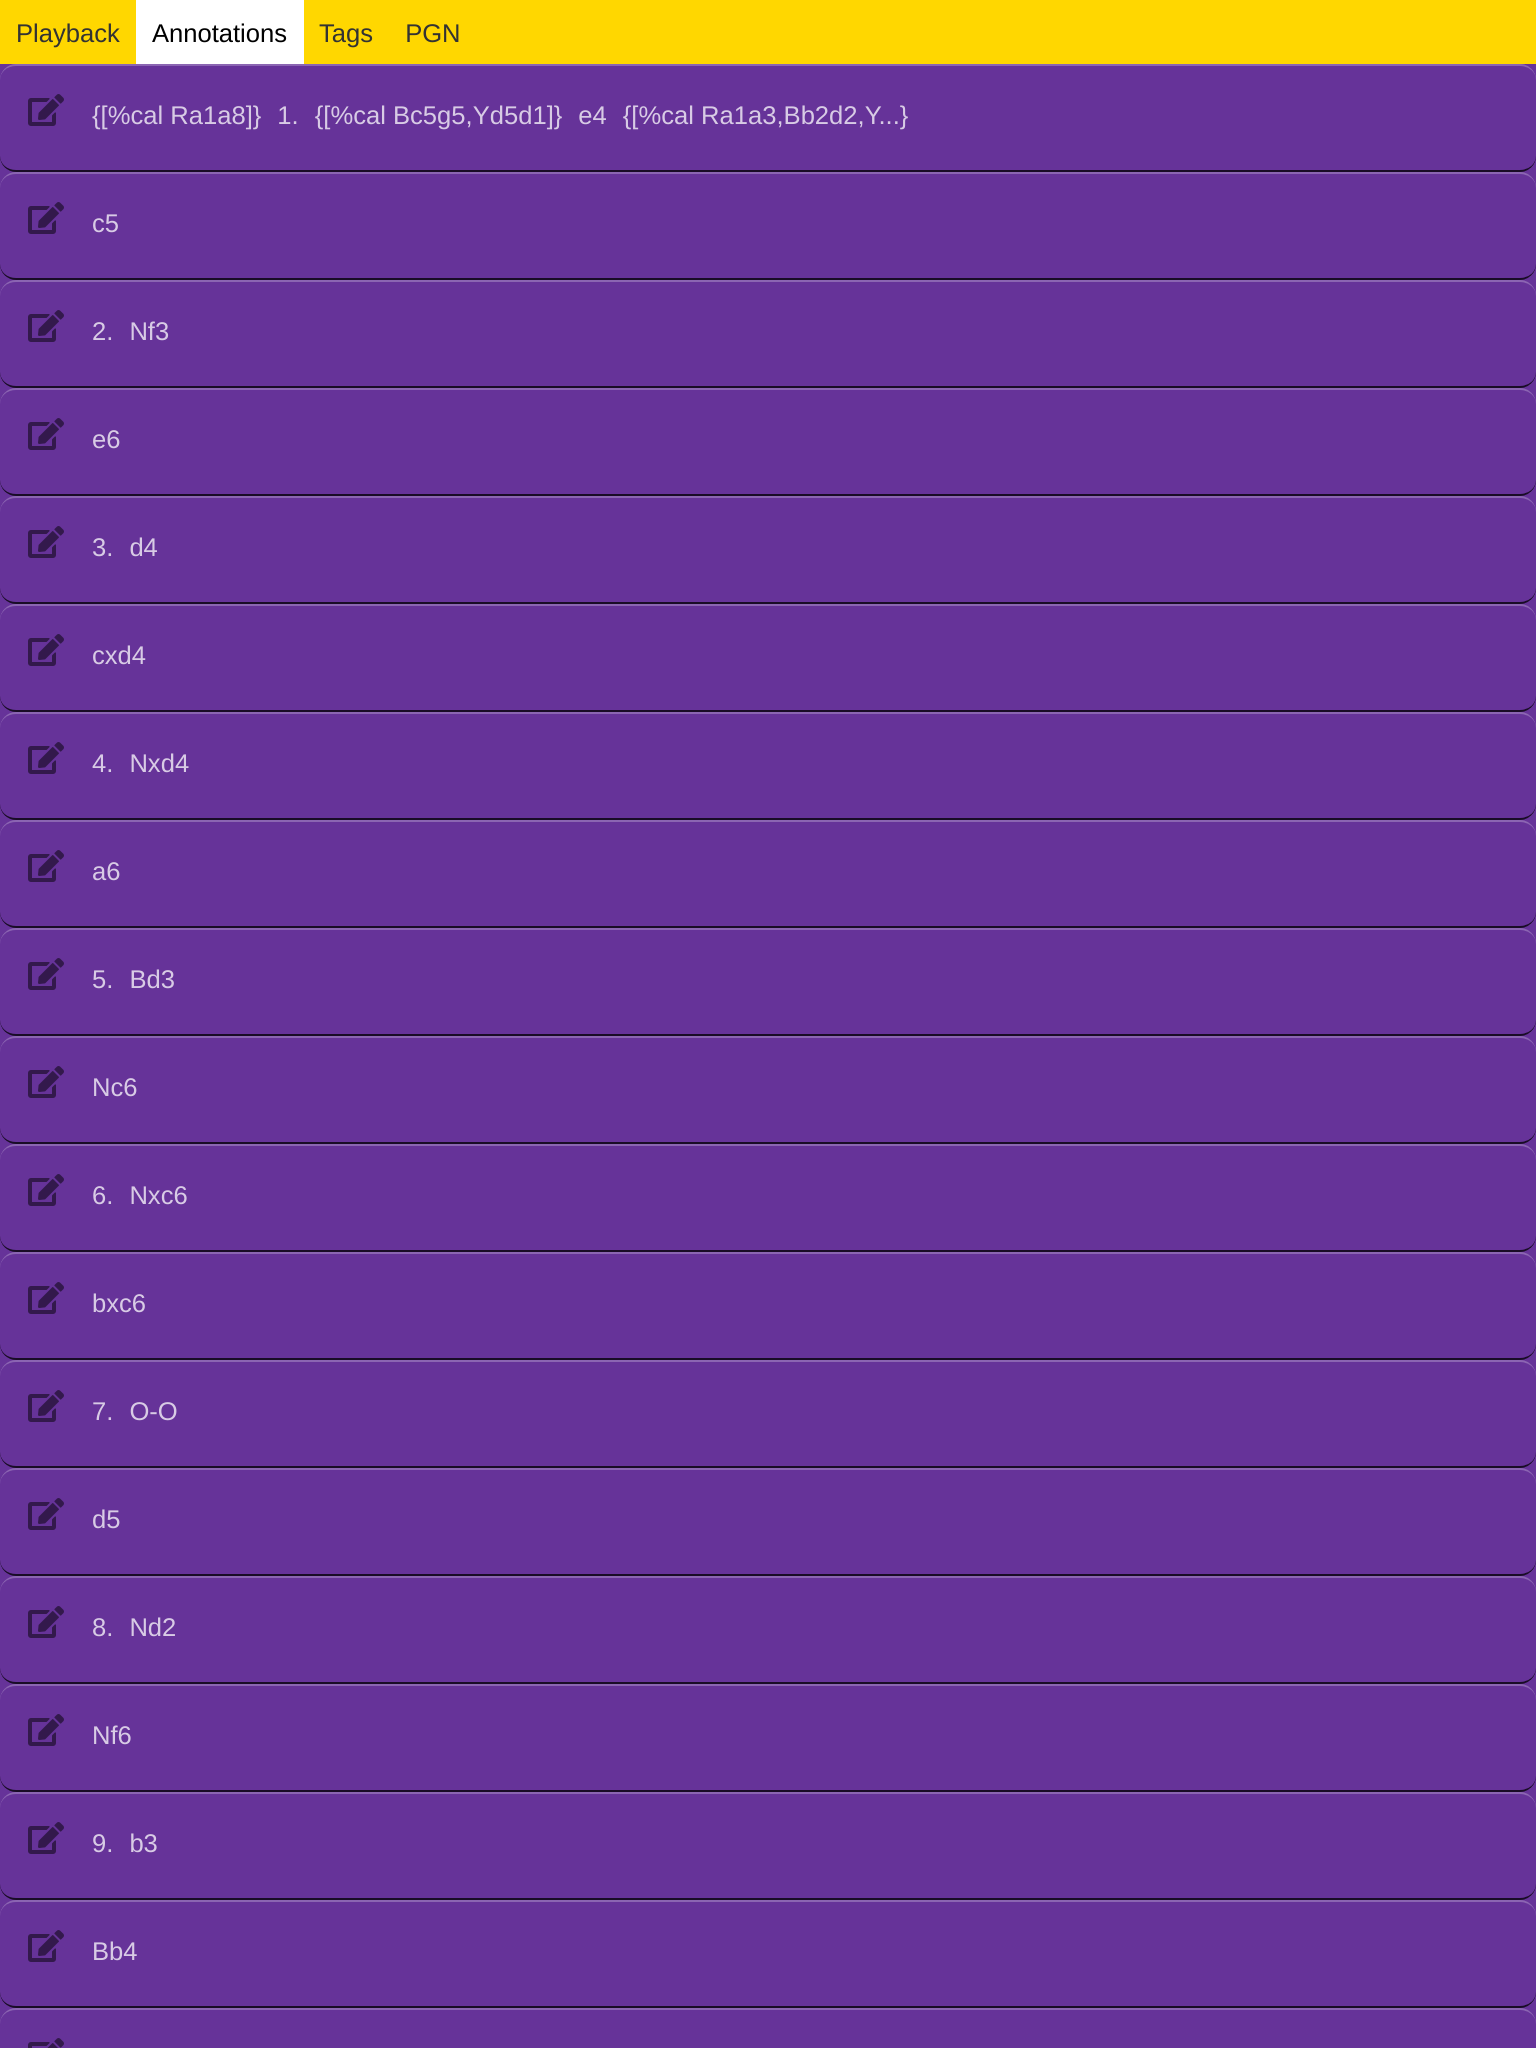 Playback Annotations Tags PGN
{[%cal Ra1a8]} 1. {[%cal Bc5g5,Yd5d1]} e4 {[%cal Ra1a3,Bb2d2,Y...}
c5
2. Nf3
e6
3. d4
cxd4
4. Nxd4
a6
5. Bd3
Nc6
6. Nxc6
bxc6
7. O-O
d5
8. Nd2
Nf6
9. b3
Bb4